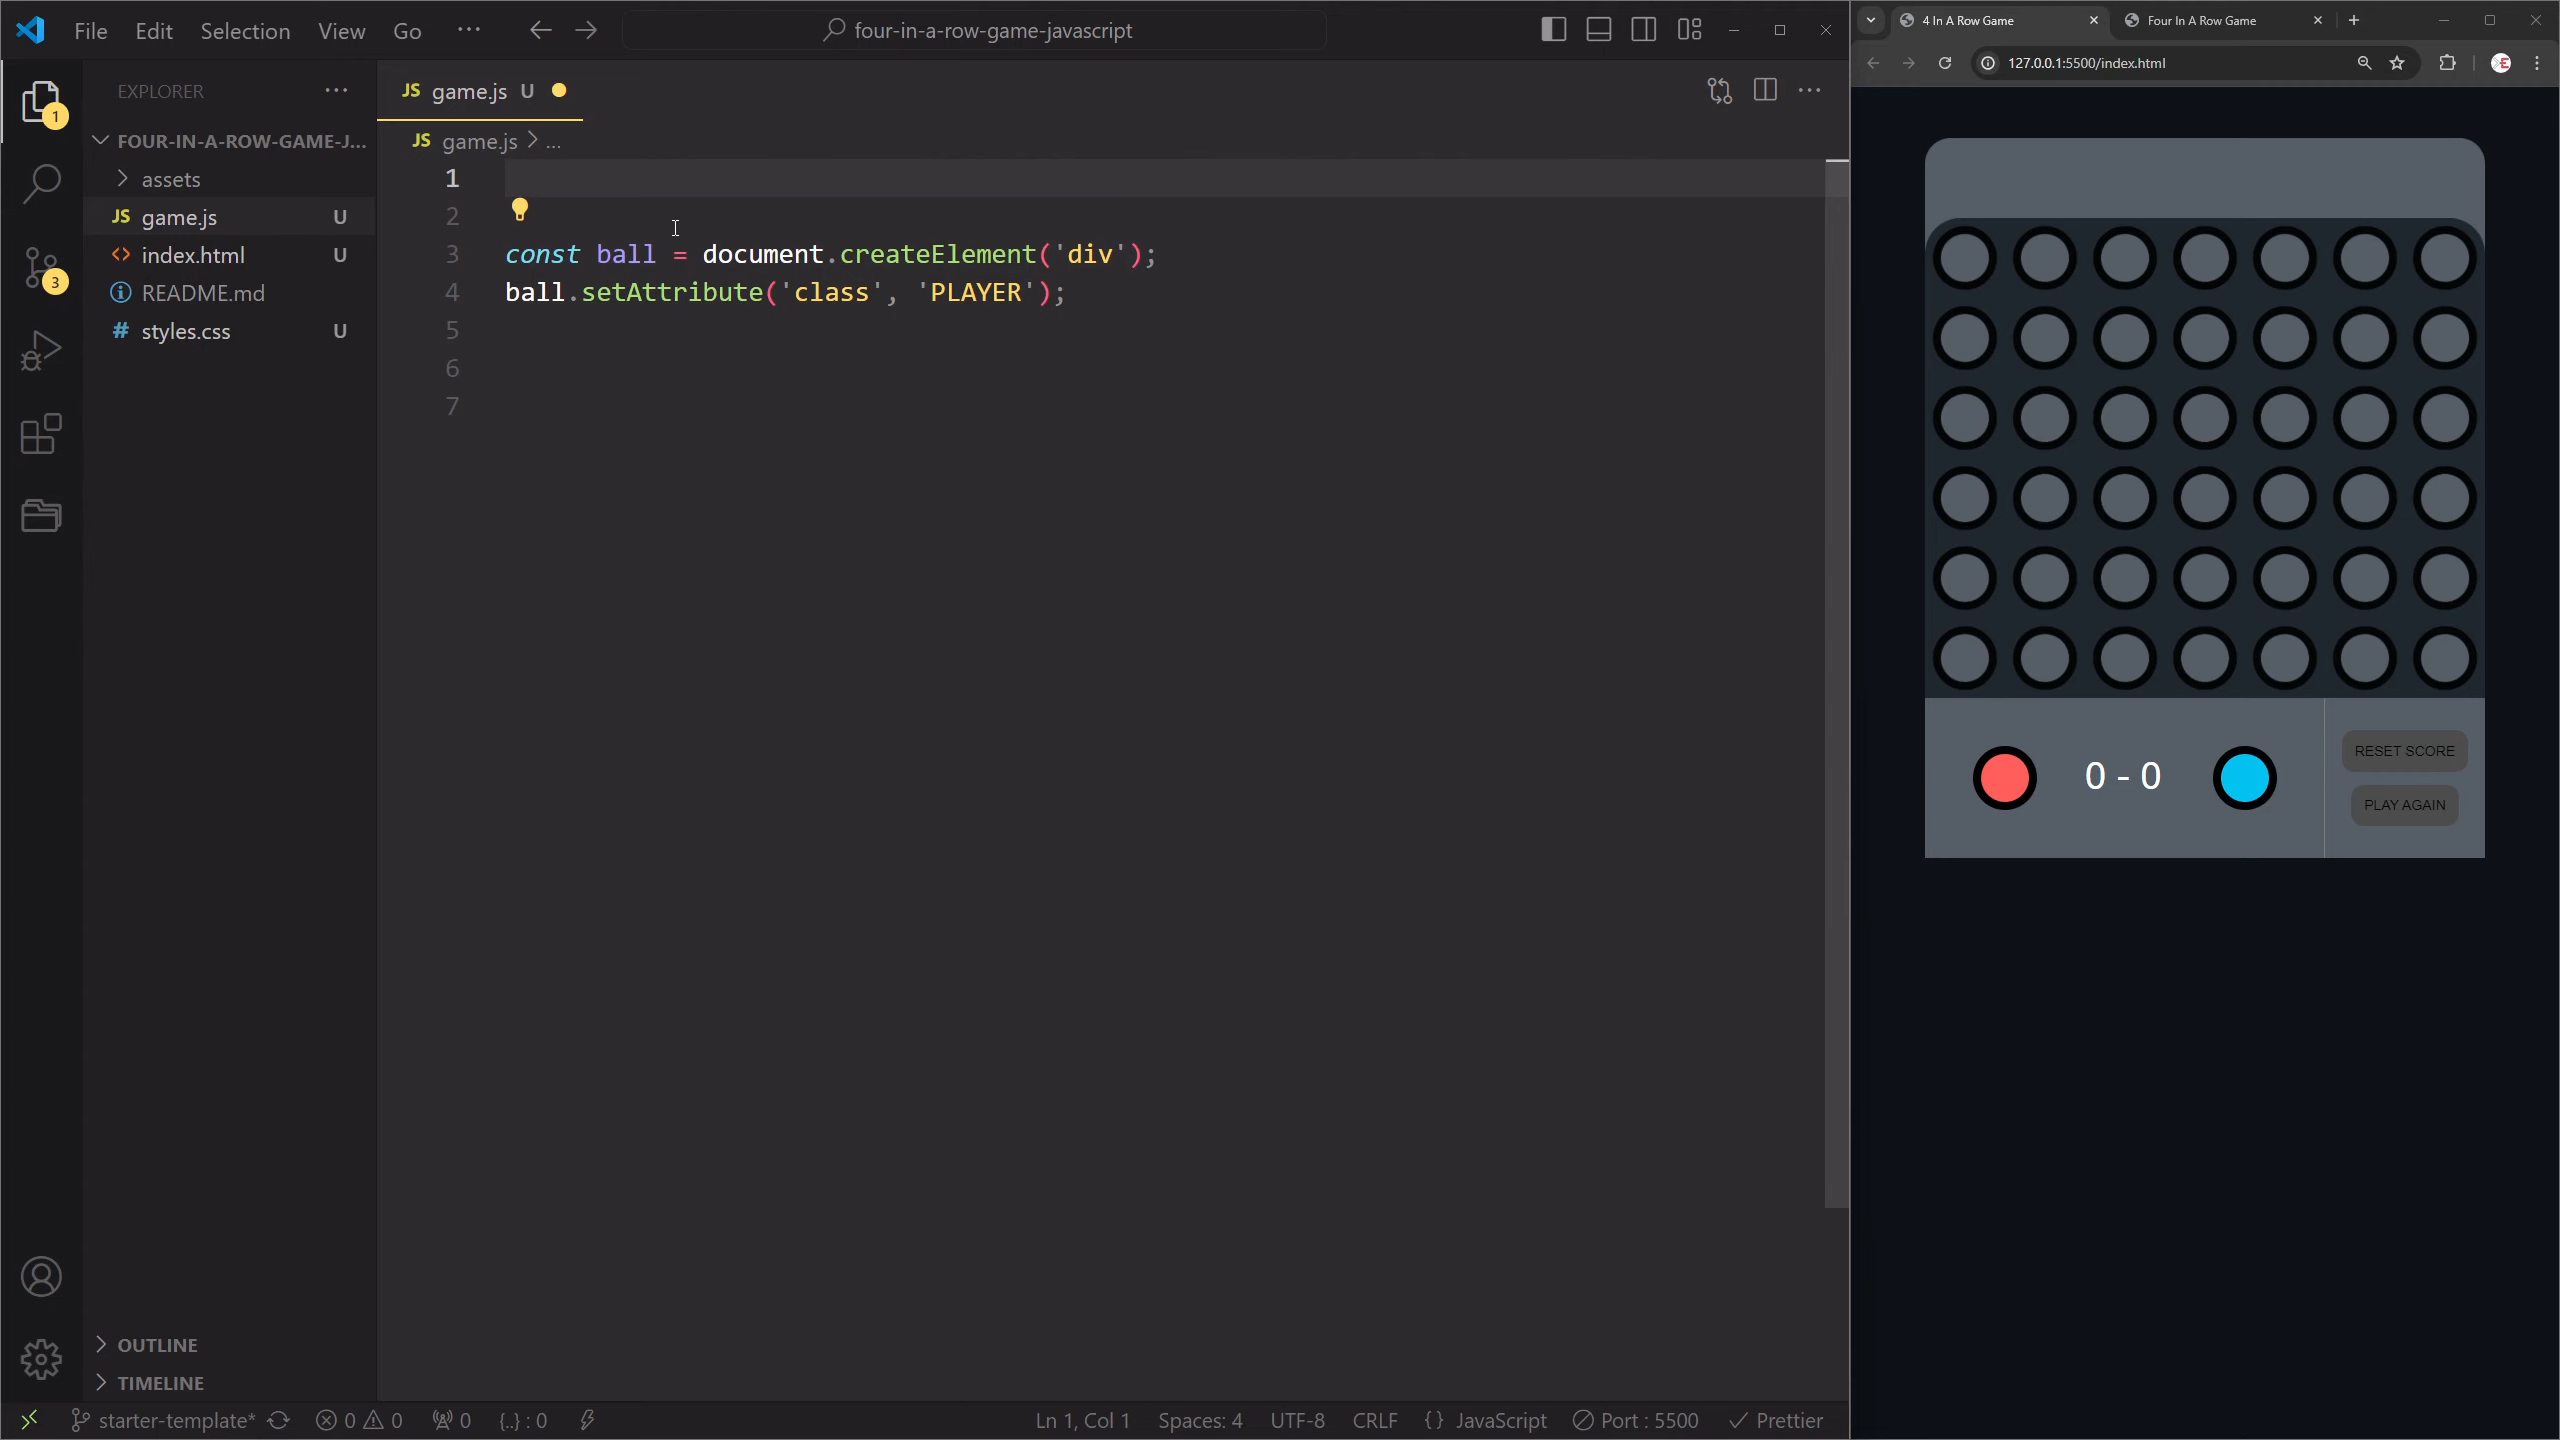 File Edit Selection View Go ...
four-in-a-row-game-javascript
EXPLORER
1
FOUR-IN-A-ROW-GAME-J...
assets
JS game.js U
<> index.html U
README.md
# styles.css U
3
OUTLINE
TIMELINE
JS game.js U
JS game.js > ...
1
2
3 const ball = document.createElement('div');
4 ball.setAttribute('class', 'PLAYER');
5
6
7
starter-template* 0 0 0 {..} : 0 Ln 1, Col 1 Spaces: 4 UTF-8 CRLF {} JavaScript Port : 5500 Prettier
4 In A Row Game Four In A Row Game
127.0.0.1:5500/index.html
0 - 0
RESET SCORE
PLAY AGAIN